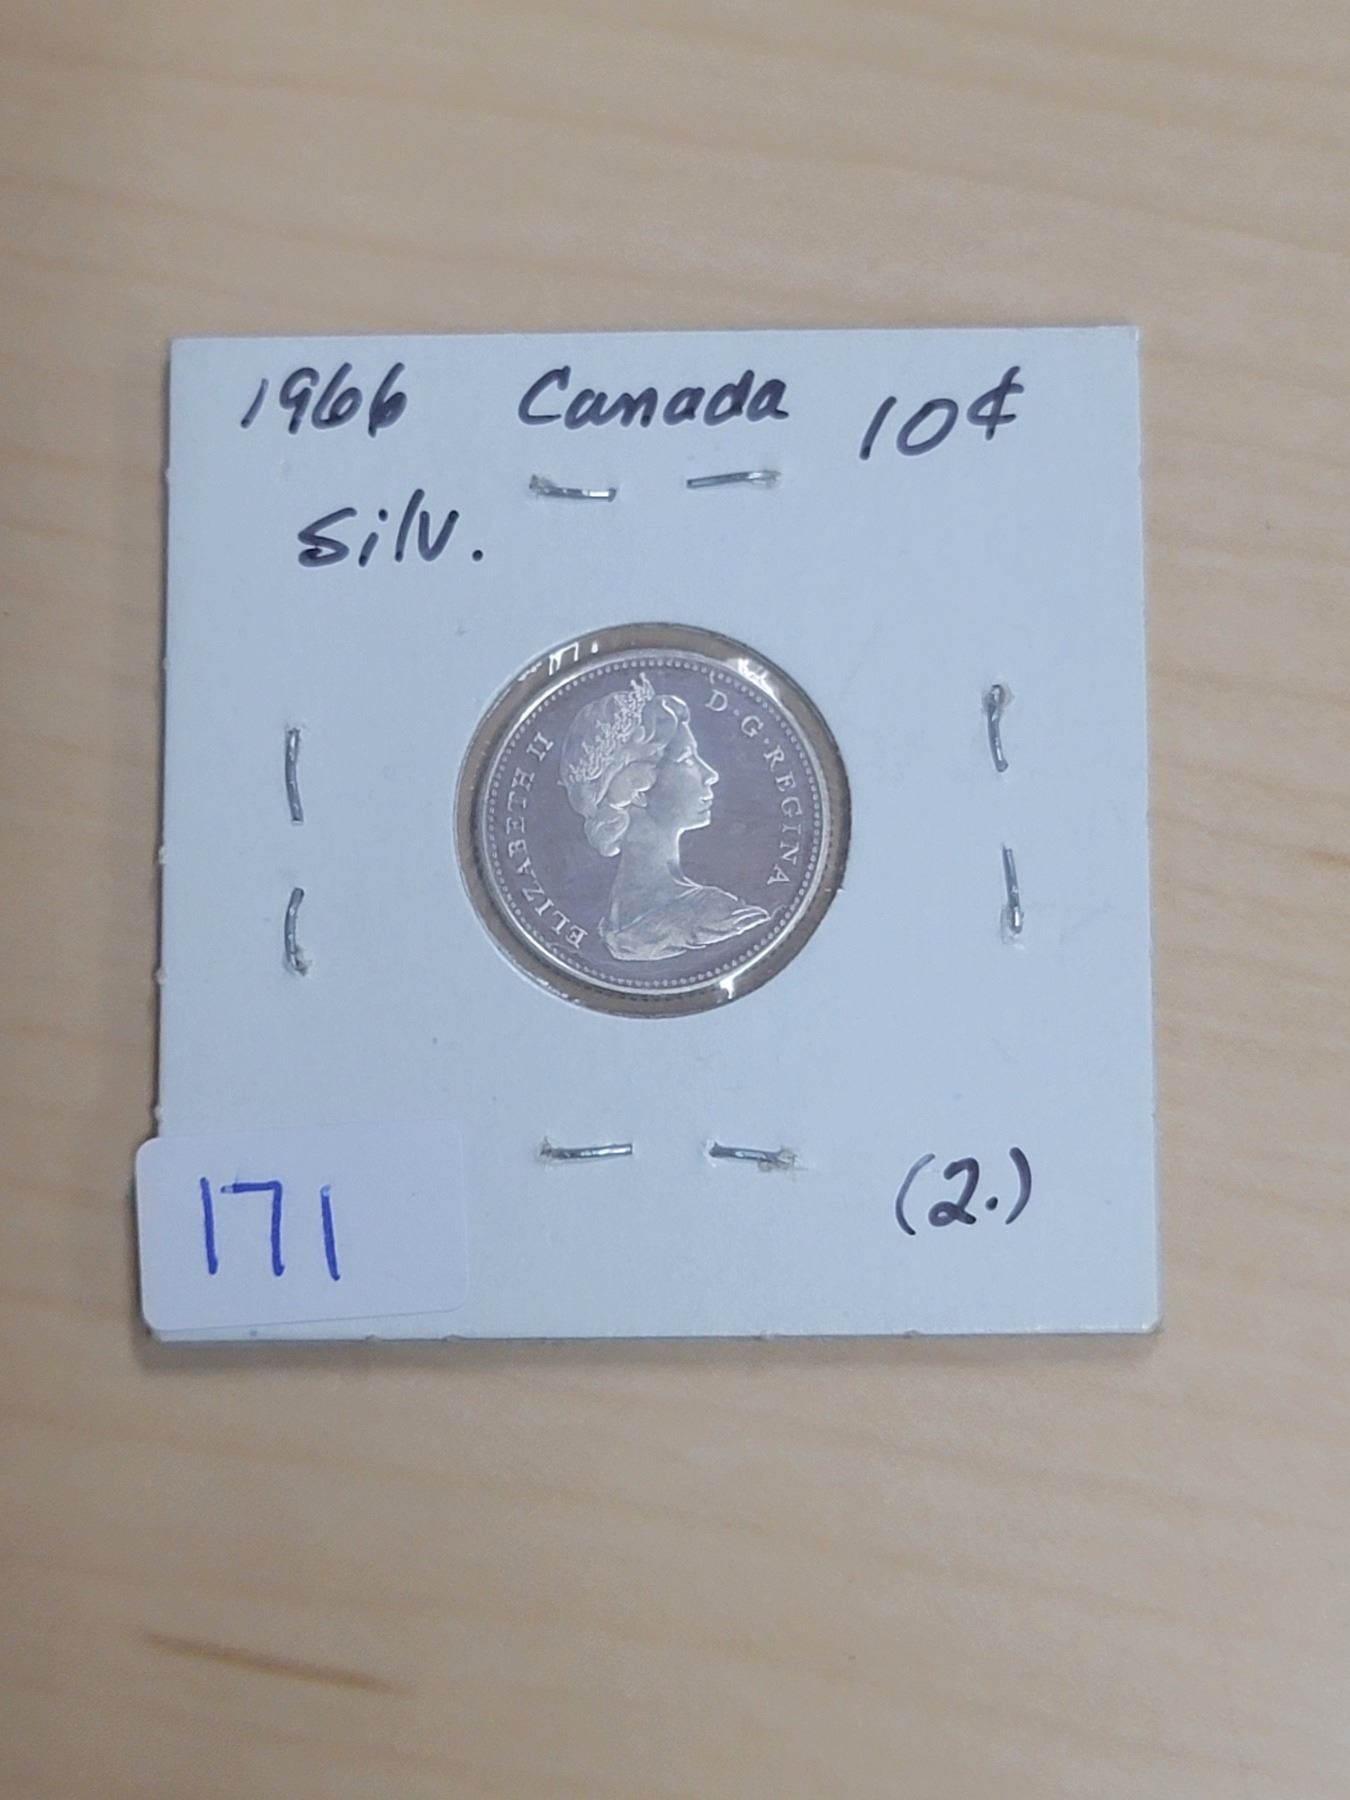 1966 Canada 10¢
Silv.
ELIZABETH II D·G·REGINA
(2.)
171